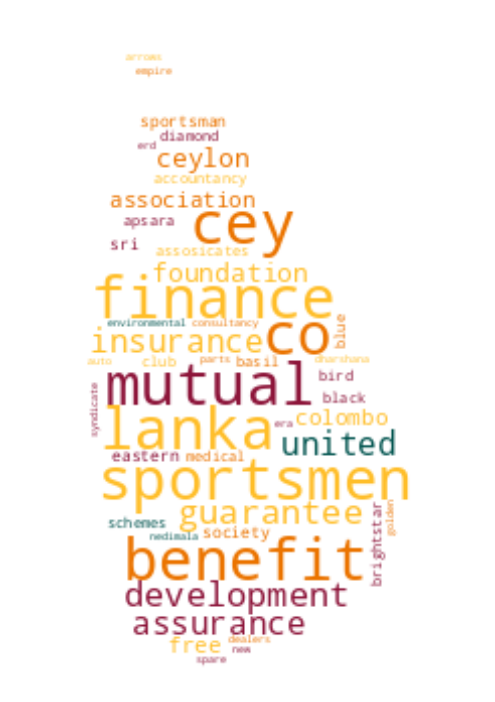 arrows
empire
sportsman
diamond
erd
ceylon
accountancy
association
apsara
cey
sri
assosicates
foundation
finance
environmental consultancy
blue
insurance co
auto club parts basil dharshana
mutual bird
syndicate
black
lanka era colombo
united
eastern medical
sportsmen
guarantee
golden
brightstar
schemes
nedimala society
benefit
development
assurance
free dealers
new
spare